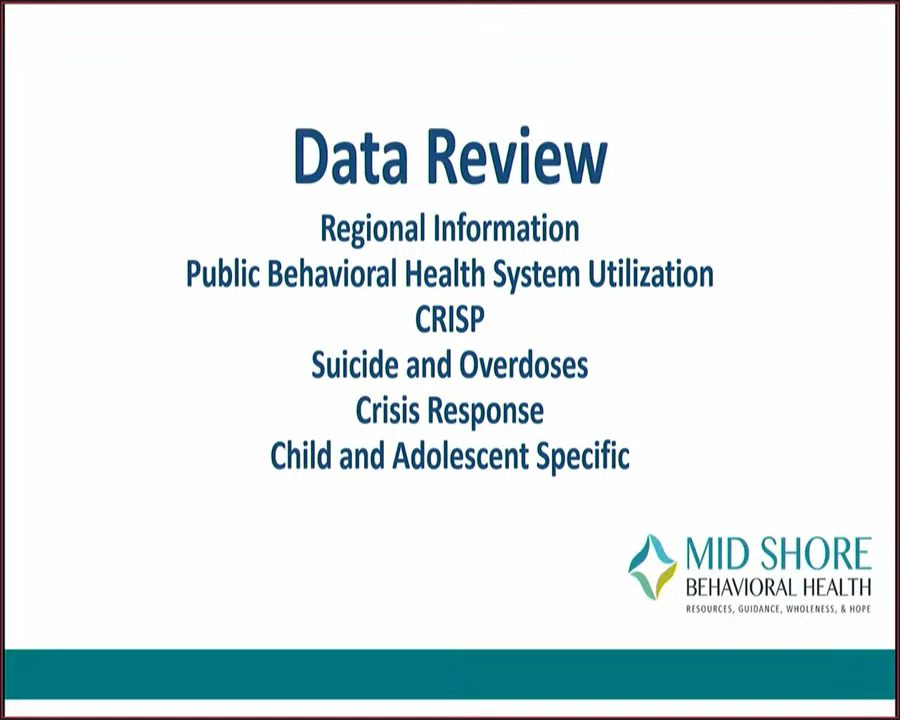 Data Review
Regional Information
Public Behavioral Health System Utilization
CRISP
Suicide and Overdoses
Crisis Response
Child and Adolescent Specific
MID SHORE
BEHAVIORAL HEALTH
RESOURCES, GUIDANCE, WHOLENESS, & HOPE